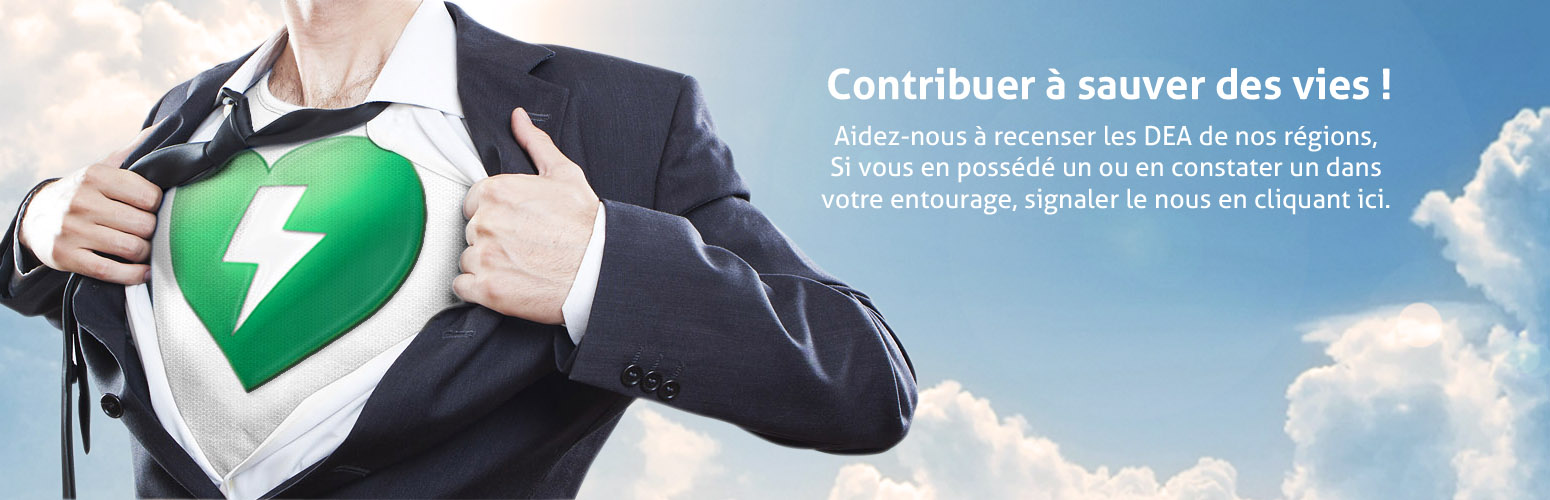 Contribuer à sauver des vies !
Aidez-nous à recenser les DEA de nos régions,
Si vous en possédé un ou en constater un dans
votre entourage, signaler le nous en cliquant ici.